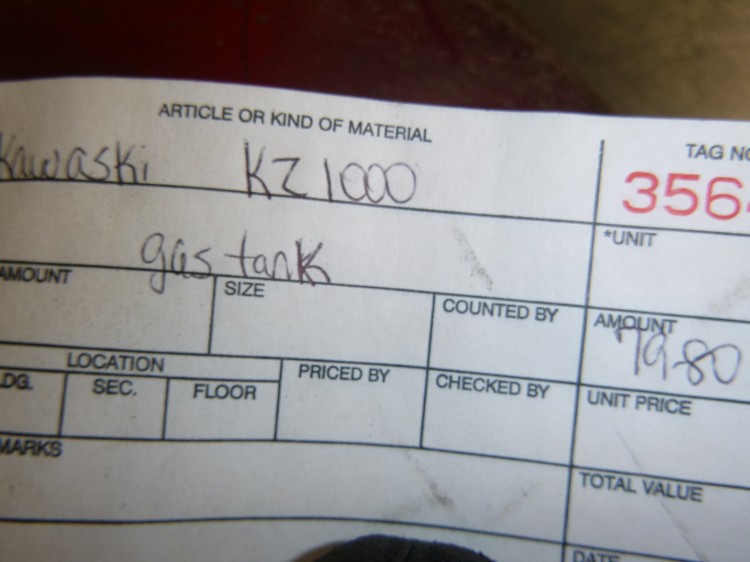 ARTICLE OR KIND OF MATERIAL
TAG NO
Kawaski KZ1000
356
gas tank
*UNIT
AMOUNT
SIZE
COUNTED BY
AMOUNT
79-80
LOCATION
DG.
SEC.
FLOOR
PRICED BY
CHECKED BY
UNIT PRICE
MARKS
TOTAL VALUE
DATE